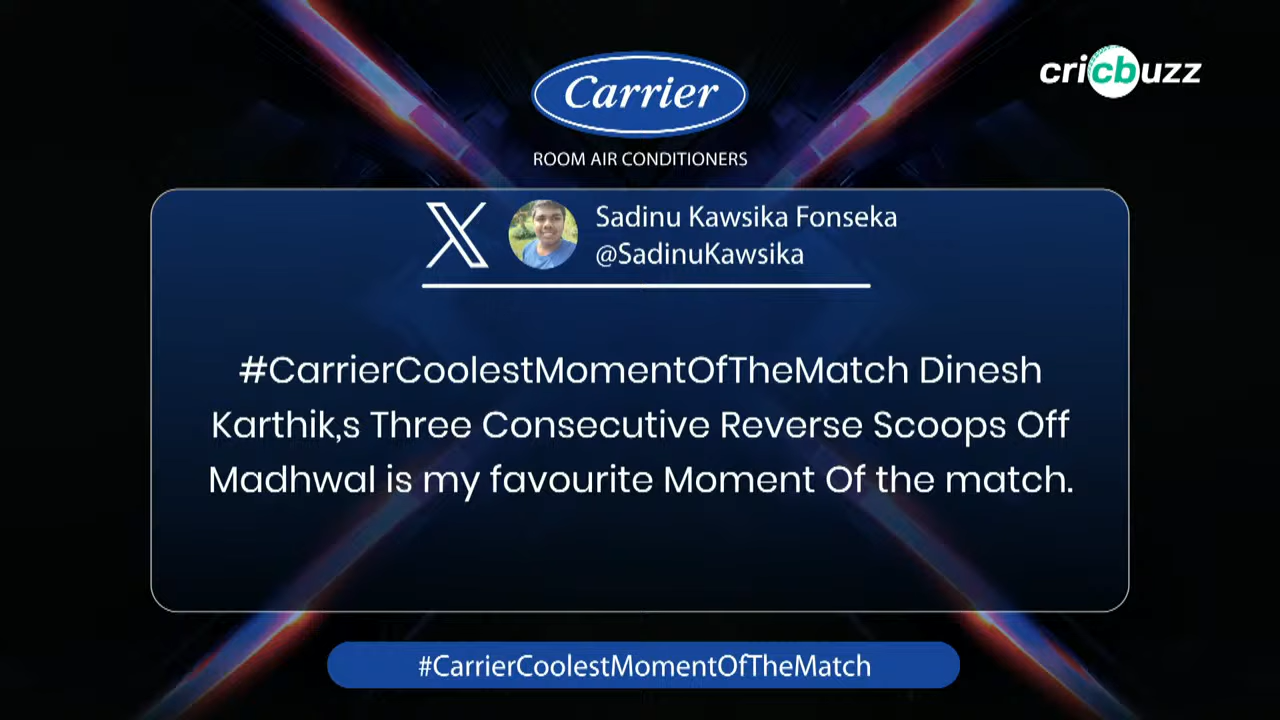 Carrier
cricbuzz
ROOM AIR CONDITIONERS
X
Sadinu Kawsika Fonseka
@SadinuKawsika
#CarrierCoolestMomentOfTheMatch Dinesh
Karthik,s Three Consecutive Reverse Scoops Off
Madhwal is my favourite Moment Of the match.
#CarrierCoolestMomentOfTheMatch